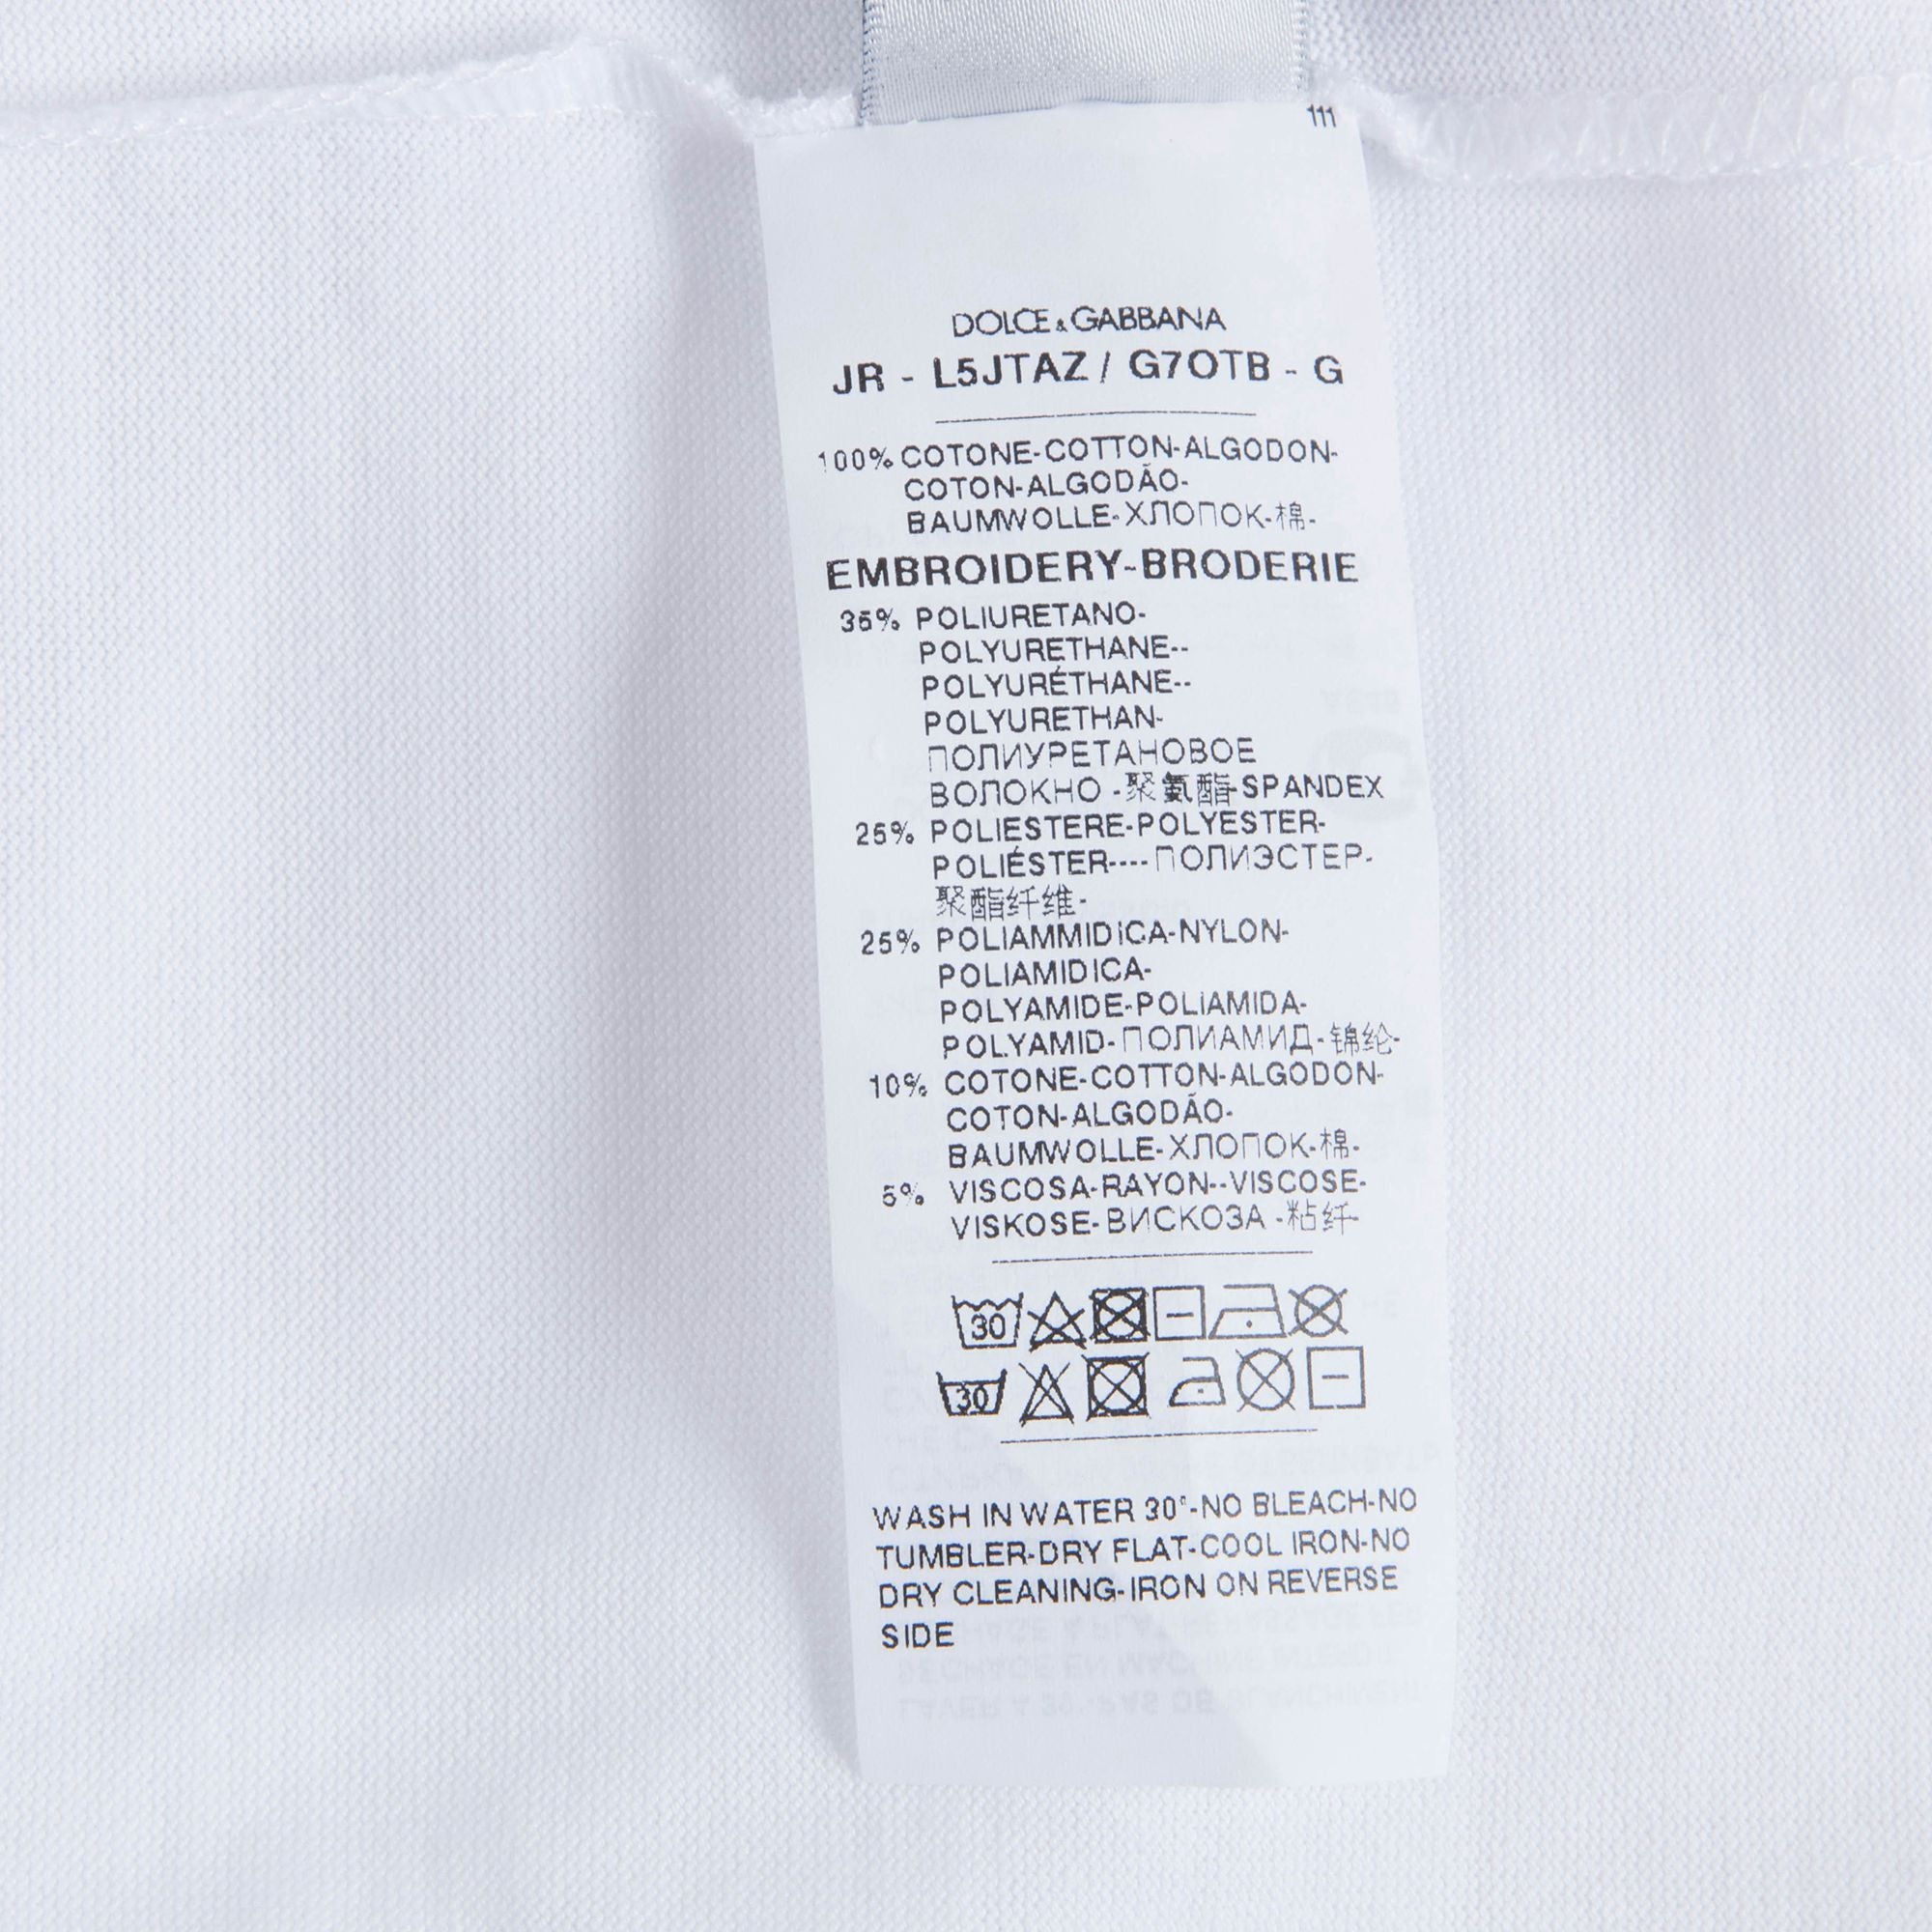 111
DOLCE & GABBANA
JR - L5JTAZ / G7OTB - G
100% COTONE-COTTON-ALGODON-
COTON-ALGODÃO-
BAUMWOLLE-ХЛОПОК-棉-
EMBROIDERY-BRODERIE
35% POLIURETANO-
POLYURETHANE--
POLYURÉTHANE--
POLYURETHAN-
ПОЛИУРЕТАНОВОЕ
ВОЛОКНО -聚氨酯-SPANDEX
25% POLIESTERE-POLYESTER-
POLIÉSTER----ПОЛИЭСТЕР-
聚酯纤维-
25% POLIAMMIDICA-NYLON-
POLIAMIDICA-
POLYAMIDE-POLIAMIDA-
POLYAMID-ПОЛИАМИД-锦纶-
10% COTONE-COTTON-ALGODON-
COTON-ALGODÃO-
BAUMWOLLE-ХЛОПОК-棉-
5% VISCOSA-RAYON--VISCOSE-
VISKOSE-ВИСКОЗА -粘纤-
30
30
WASH IN WATER 30°-NO BLEACH-NO
TUMBLER-DRY FLAT-COOL IRON-NO
DRY CLEANING-IRON ON REVERSE
SIDE